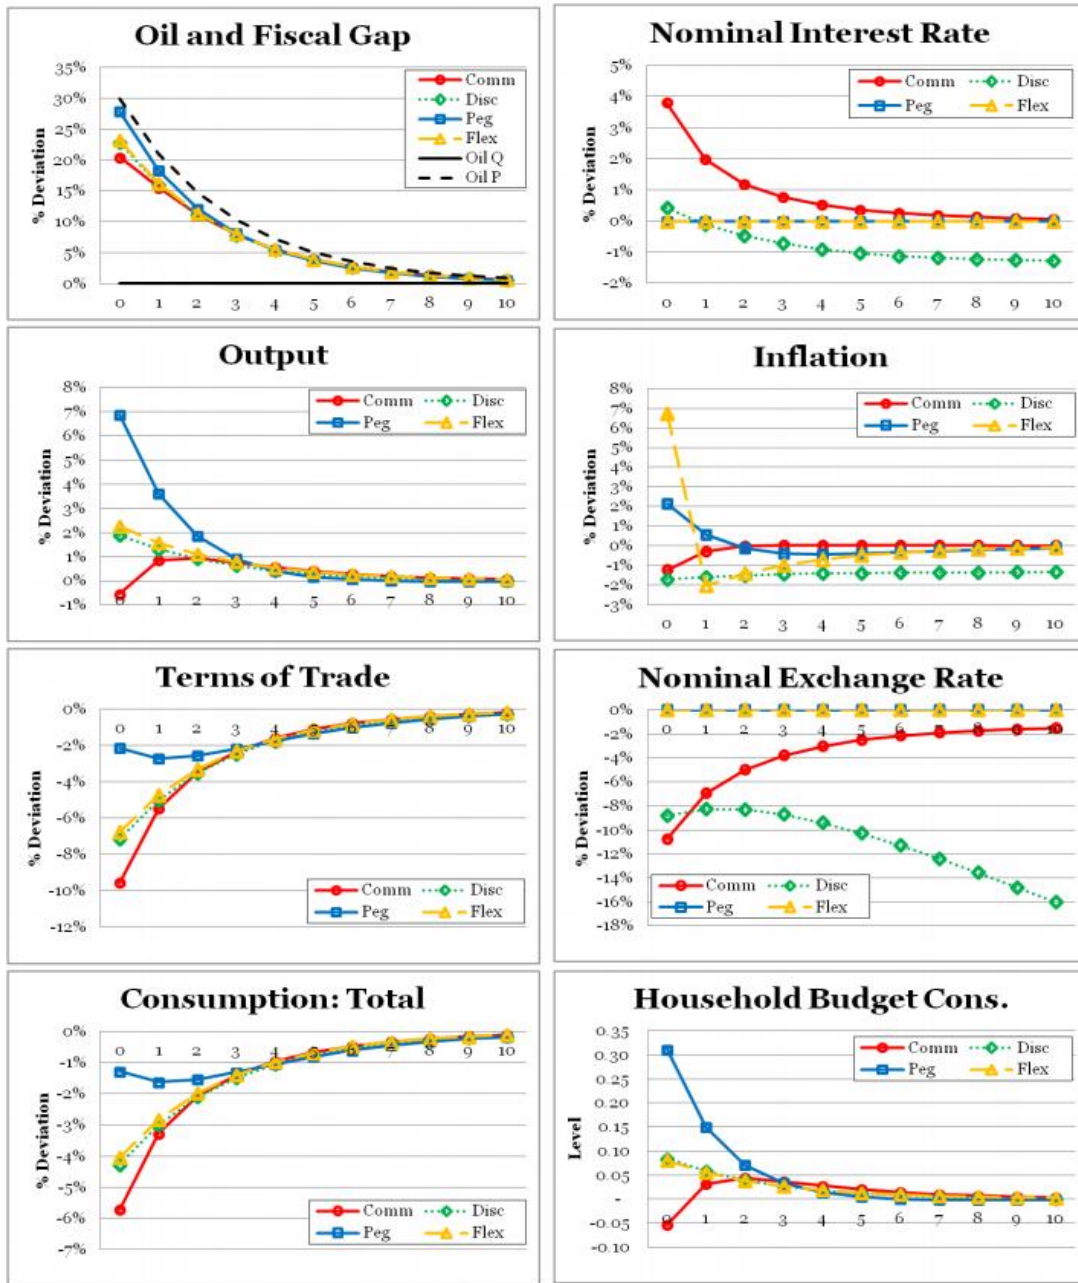 Oil and Fiscal Gap
% Deviation
35%
30%
25%
20%
15%
10%
5%
0%
0 1 2 3 4 5 6 7 8 9 10
Comm
Disc
Peg
Flex
Oil Q
Oil P
Nominal Interest Rate
% Deviation
5%
4%
3%
2%
1%
0%
-1%
-2%
0 1 2 3 4 5 6 7 8 9 10
Comm Disc
Peg Flex
Output
% Deviation
8%
7%
6%
5%
4%
3%
2%
1%
0%
-1%
0 1 2 3 4 5 6 7 8 9 10
Comm Disc
Peg Flex
Inflation
% Deviation
8%
7%
6%
5%
4%
3%
2%
1%
0%
-1%
-2%
-3%
0 1 2 3 4 5 6 7 8 9 10
Comm Disc
Peg Flex
Terms of Trade
% Deviation
0%
-2%
-4%
-6%
-8%
-10%
-12%
0 1 2 3 4 5 6 7 8 9 10
Comm Disc
Peg Flex
Nominal Exchange Rate
% Deviation
0%
-2%
-4%
-6%
-8%
-10%
-12%
-14%
-16%
-18%
0 1 2 3 4 5 6 7 8 9 10
Comm Disc
Peg Flex
Consumption: Total
% Deviation
0%
-1%
-2%
-3%
-4%
-5%
-6%
-7%
0 1 2 3 4 5 6 7 8 9 10
Comm Disc
Peg Flex
Household Budget Cons.
Level
0.35
0.30
0.25
0.20
0.15
0.10
0.05
-
-0.05
-0.10
0 1 2 3 4 5 6 7 8 9 10
Comm Disc
Peg Flex